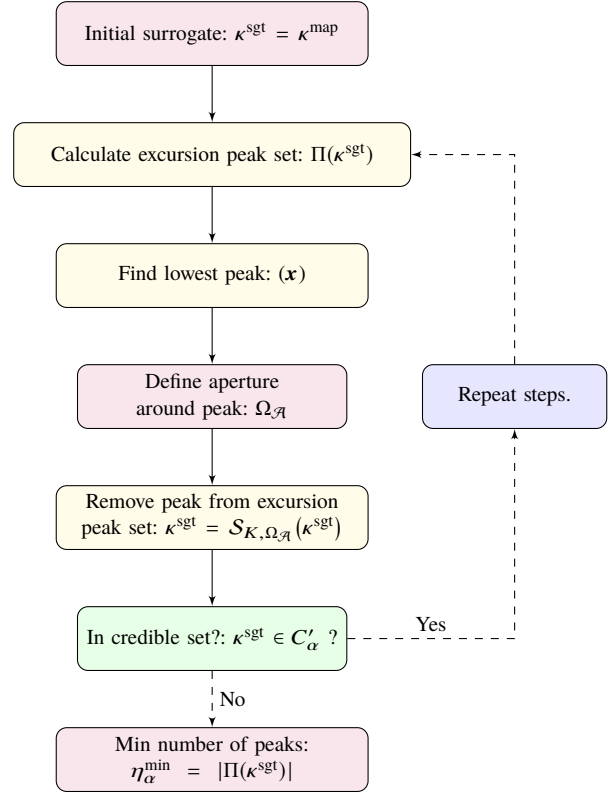 Initial surrogate: κ^sgt = κ^map
Calculate excursion peak set: Π(κ^sgt)
Find lowest peak: (𝒙)
Define aperture
around peak: Ω_𝒜
Repeat steps.
Remove peak from excursion
peak set: κ^sgt = 𝒮_{K,Ω_𝒜}(κ^sgt)
In credible set?: κ^sgt ∈ C′_α ?
Yes
No
Min number of peaks:
η_α^min = |Π(κ^sgt)|